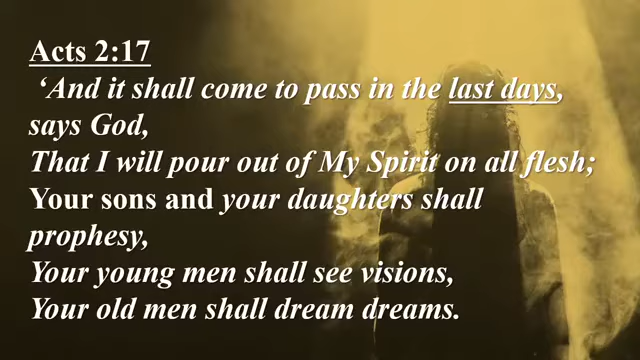 Acts 2:17
‘And it shall come to pass in the last days,
says God,
That I will pour out of My Spirit on all flesh;
Your sons and your daughters shall
prophesy,
Your young men shall see visions,
Your old men shall dream dreams.